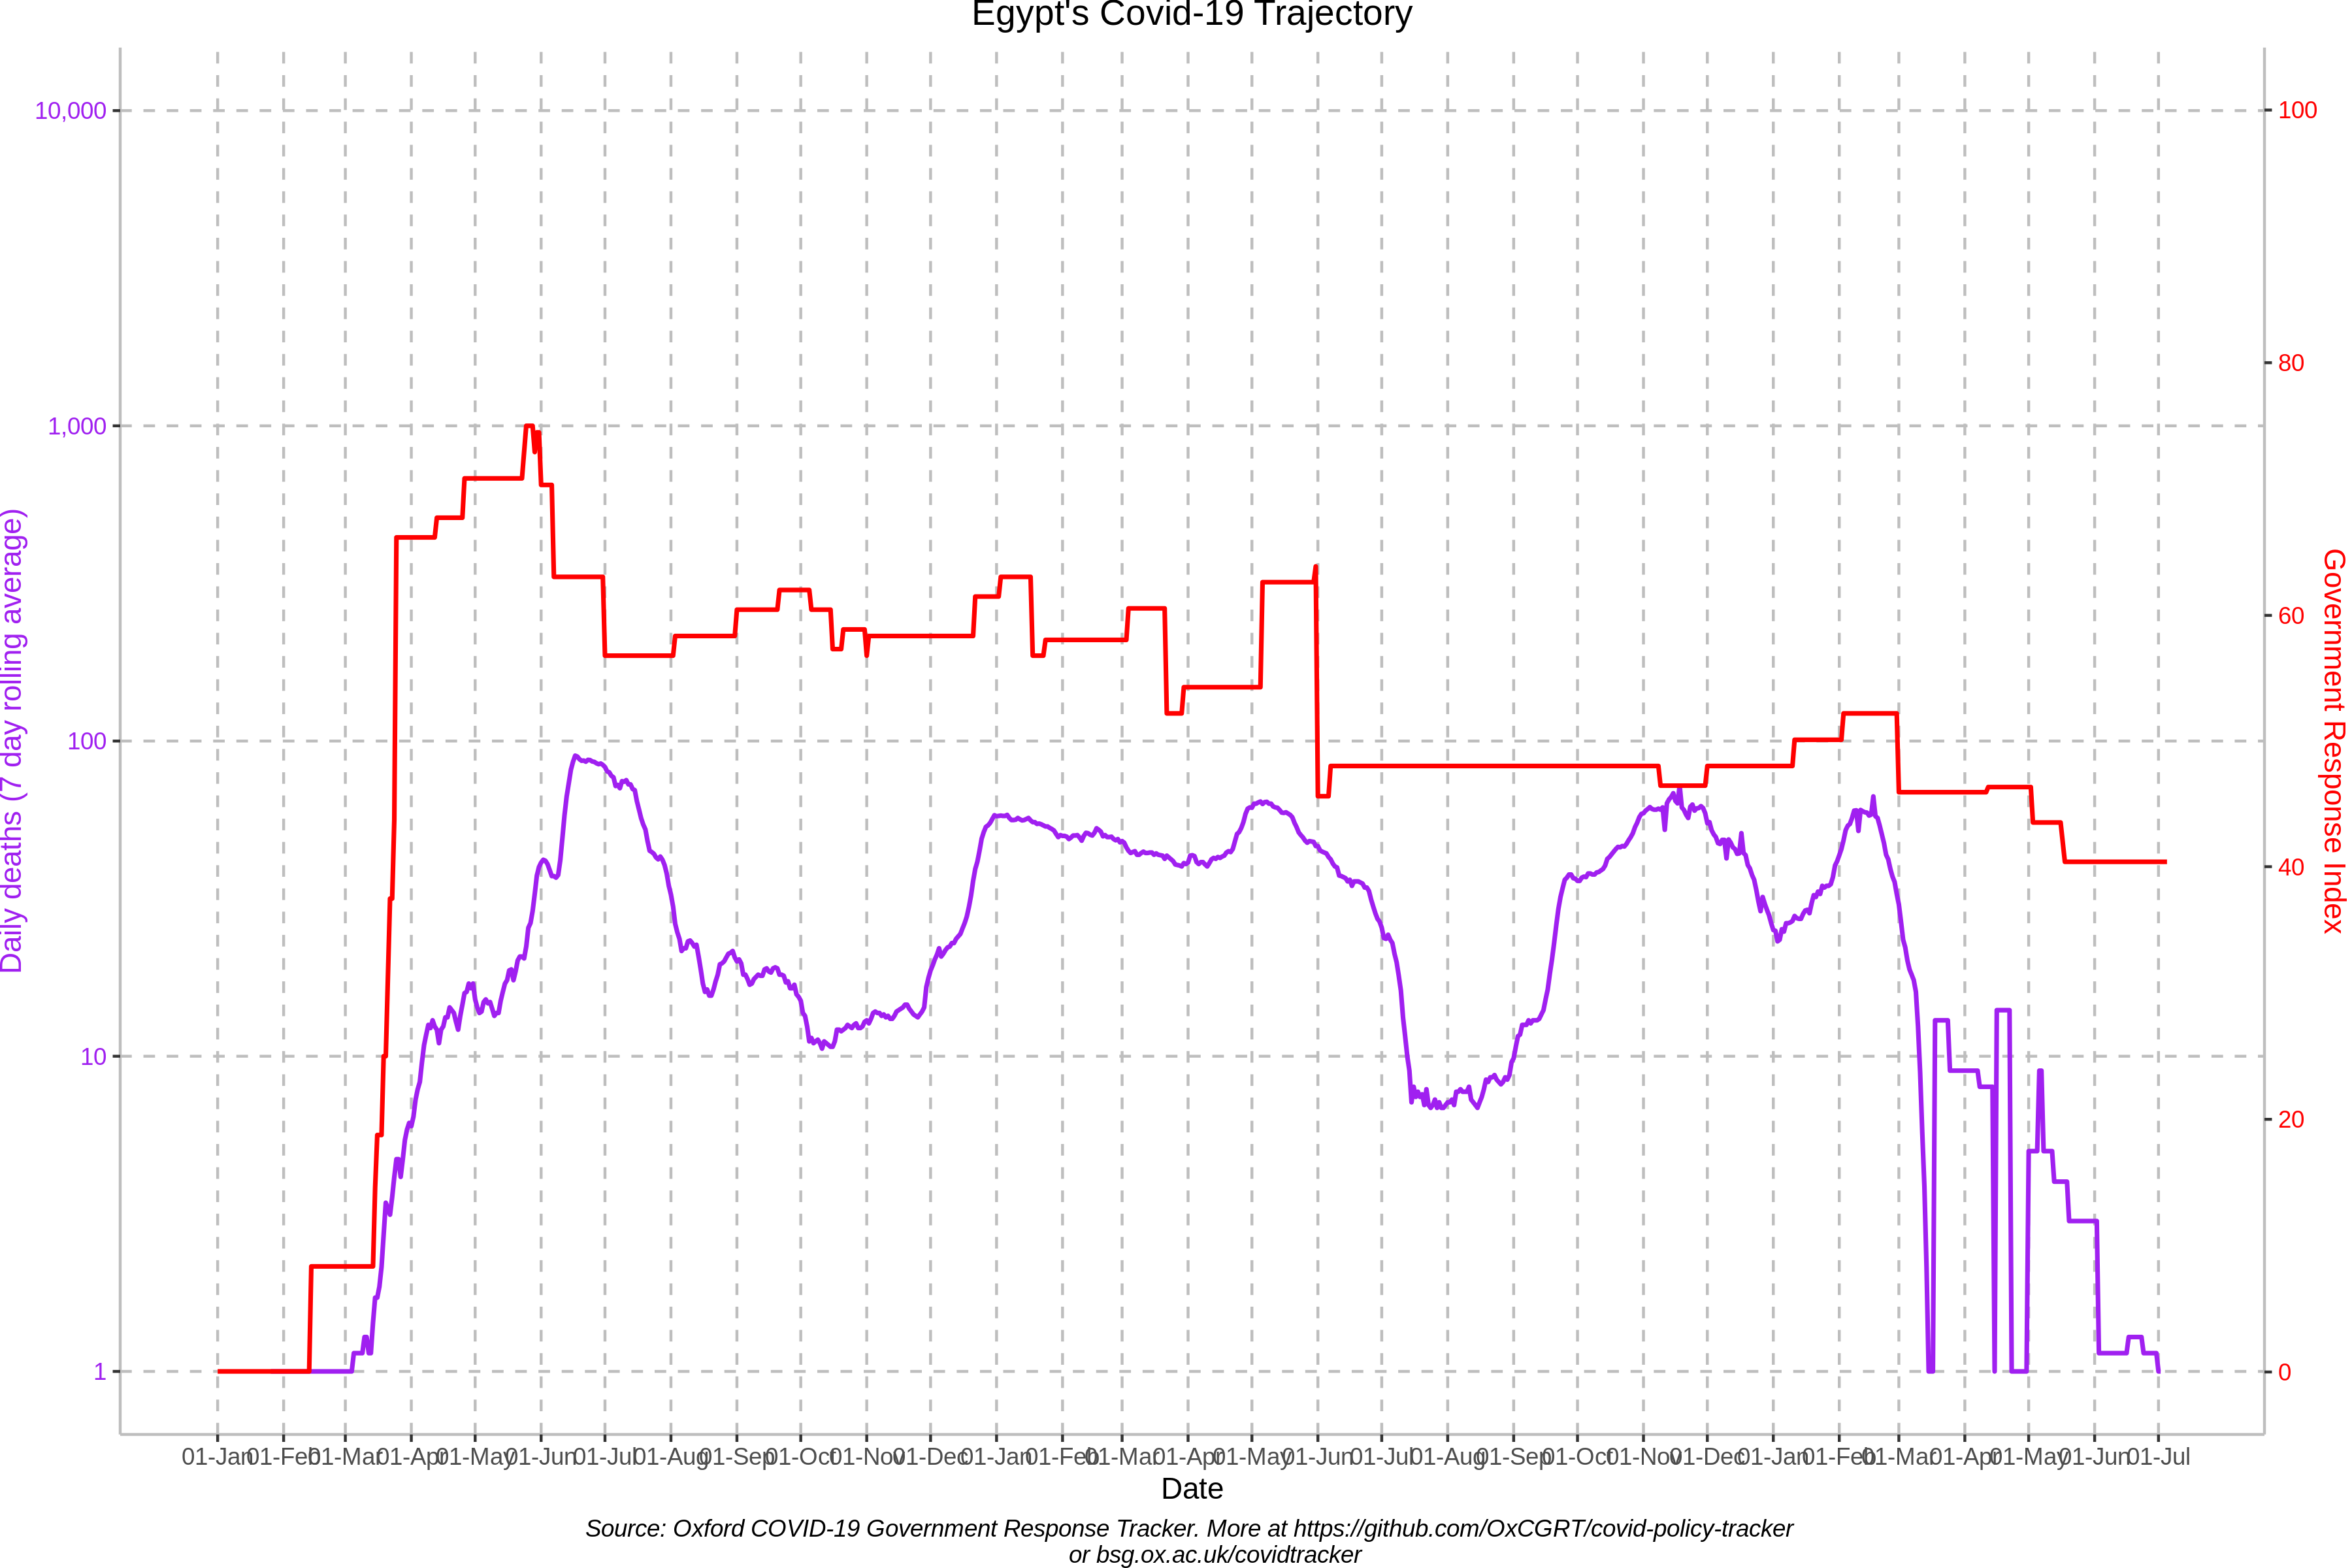 Egypt's Covid-19 Trajectory
10,000
1,000
100
10
1
Daily deaths (7 day rolling average)
100
80
60
40
20
0
Government Response Index
01-Jan 01-Feb 01-Mar 01-Apr 01-May 01-Jun 01-Jul 01-Aug 01-Sep 01-Oct 01-Nov 01-Dec 01-Jan 01-Feb 01-Mar 01-Apr 01-May 01-Jun 01-Jul 01-Aug 01-Sep 01-Oct 01-Nov 01-Dec 01-Jan 01-Feb 01-Mar 01-Apr 01-May 01-Jun 01-Jul
Date
Source: Oxford COVID-19 Government Response Tracker. More at https://github.com/OxCGRT/covid-policy-tracker
or bsg.ox.ac.uk/covidtracker